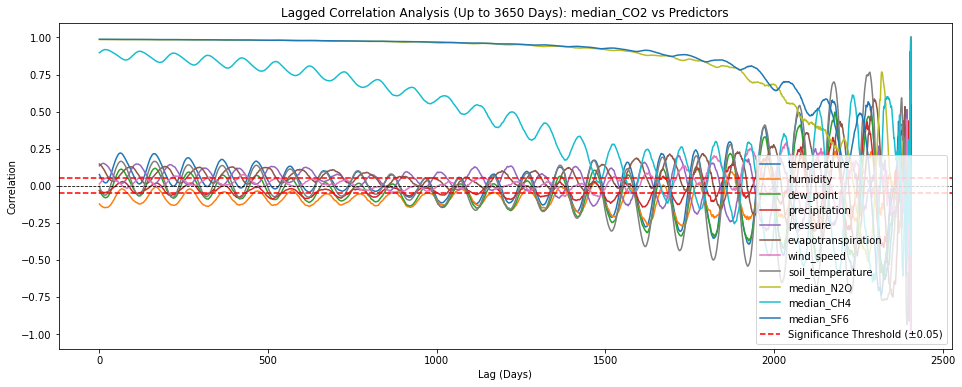 Lagged Correlation Analysis (Up to 3650 Days): median_CO2 vs Predictors
Correlation
1.00
0.75
0.50
0.25
0.00
−0.25
−0.50
−0.75
−1.00
temperature
humidity
dew_point
precipitation
pressure
evapotranspiration
wind_speed
soil_temperature
median_N2O
median_CH4
median_SF6
Significance Threshold (±0.05)
0 500 1000 1500 2000 2500
Lag (Days)